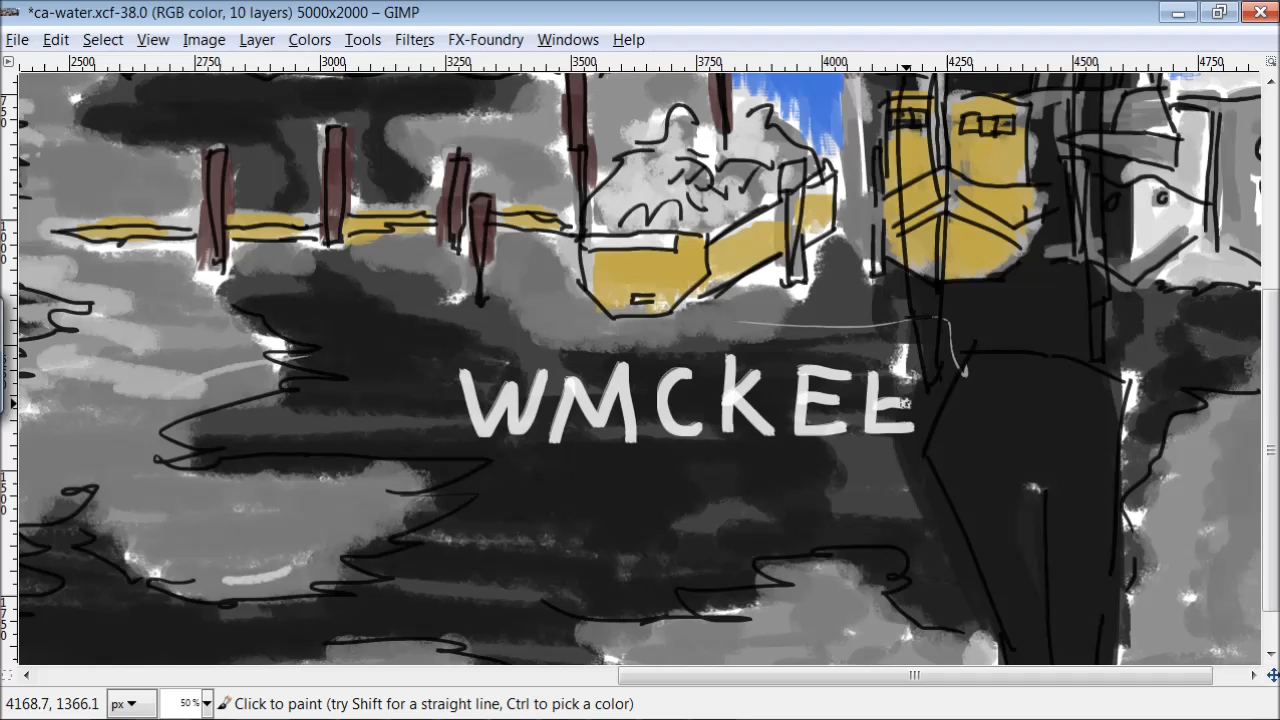 *ca-water.xcf-38.0 (RGB color, 10 layers) 5000x2000 – GIMP
File Edit Select View Image Layer Colors Tools Filters FX-Foundry Windows Help
2500 2750 3000 3250 3500 3750 4000 4250 4500 4750
WMCKEE
4168.7, 1366.1 px 50 % Click to paint (try Shift for a straight line, Ctrl to pick a color)